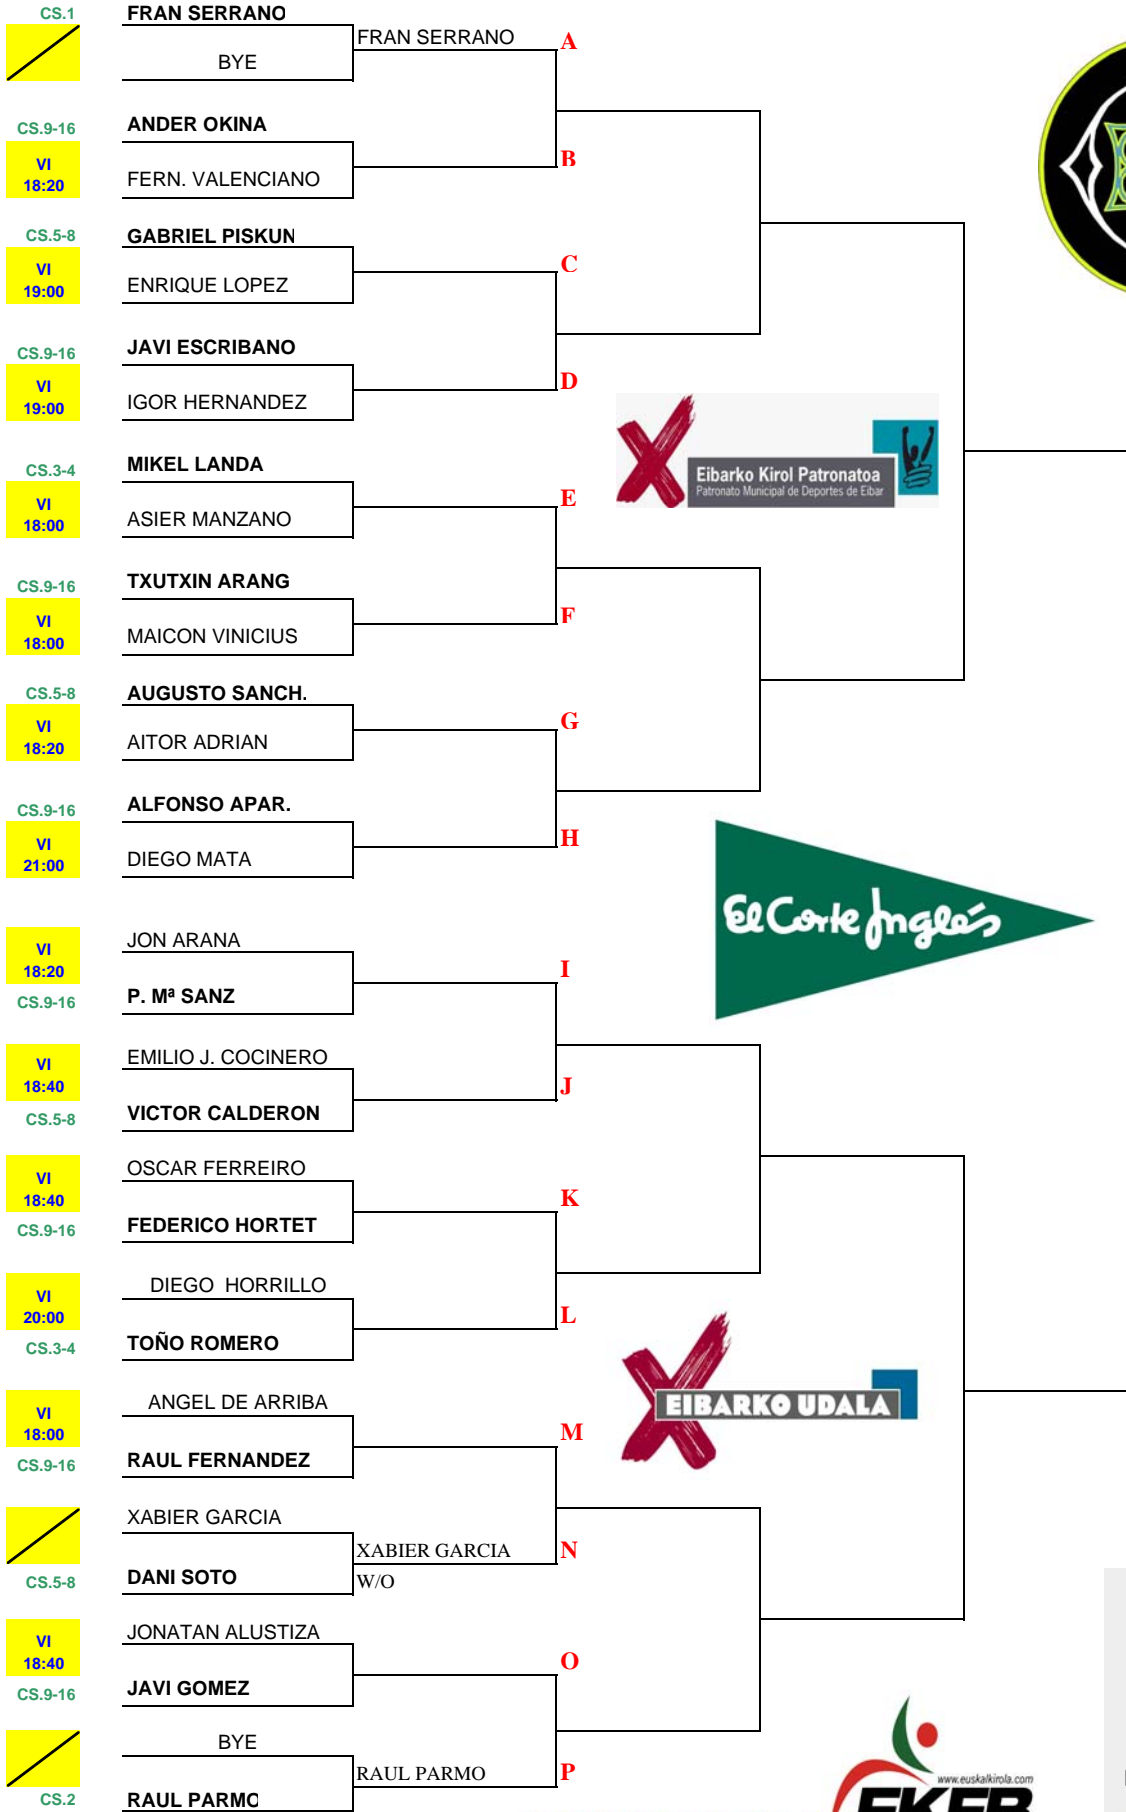 CS.1
FRAN SERRANO
FRAN SERRANO
A
BYE
CS.9-16
ANDER OKINA
VI
18:20
B
FERN. VALENCIANO
CS.5-8
GABRIEL PISKUN
VI
19:00
C
ENRIQUE LOPEZ
CS.9-16
JAVI ESCRIBANO
VI
19:00
D
IGOR HERNANDEZ
Eibarko Kirol Patronatoa
Patronato Municipal de Deportes de Eibar
CS.3-4
MIKEL LANDA
VI
18:00
E
ASIER MANZANO
CS.9-16
TXUTXIN ARANG
VI
18:00
F
MAICON VINICIUS
CS.5-8
AUGUSTO SANCH.
VI
18:20
G
AITOR ADRIAN
CS.9-16
ALFONSO APAR.
VI
21:00
H
DIEGO MATA
El Corte Inglés
JON ARANA
VI
18:20
I
CS.9-16
P. Mª SANZ
EMILIO J. COCINERO
VI
18:40
J
CS.5-8
VICTOR CALDERON
OSCAR FERREIRO
VI
18:40
K
CS.9-16
FEDERICO HORTET
DIEGO HORRILLO
VI
20:00
L
CS.3-4
TOÑO ROMERO
EIBARKO UDALA
ANGEL DE ARRIBA
VI
18:00
M
CS.9-16
RAUL FERNANDEZ
XABIER GARCIA
XABIER GARCIA
N
CS.5-8
DANI SOTO
W/O
JONATAN ALUSTIZA
VI
18:40
O
CS.9-16
JAVI GOMEZ
BYE
RAUL PARMO
P
CS.2
RAUL PARMO
www.euskalkirola.com